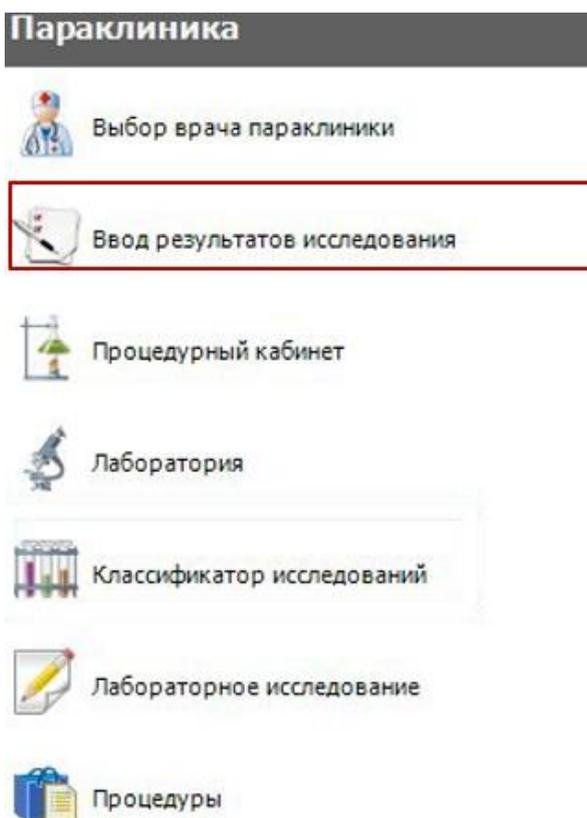 Параклиника
Выбор врача параклиники
Ввод результатов исследования
Процедурный кабинет
Лаборатория
Классификатор исследований
Лабораторное исследование
Процедуры